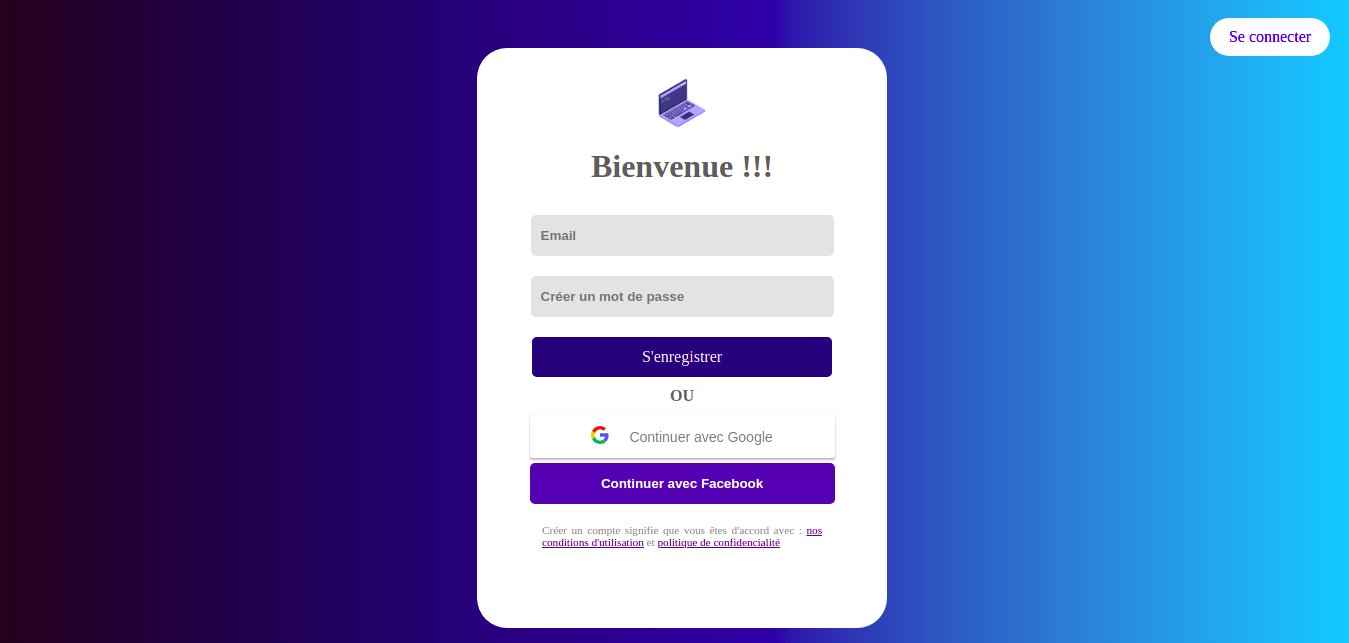 Se connecter
Bienvenue !!!
Email
Créer un mot de passe
S'enregistrer
OU
Continuer avec Google
Continuer avec Facebook
Créer un compte signifie que vous êtes d'accord avec : nos
conditions d'utilisation et politique de confidencialité